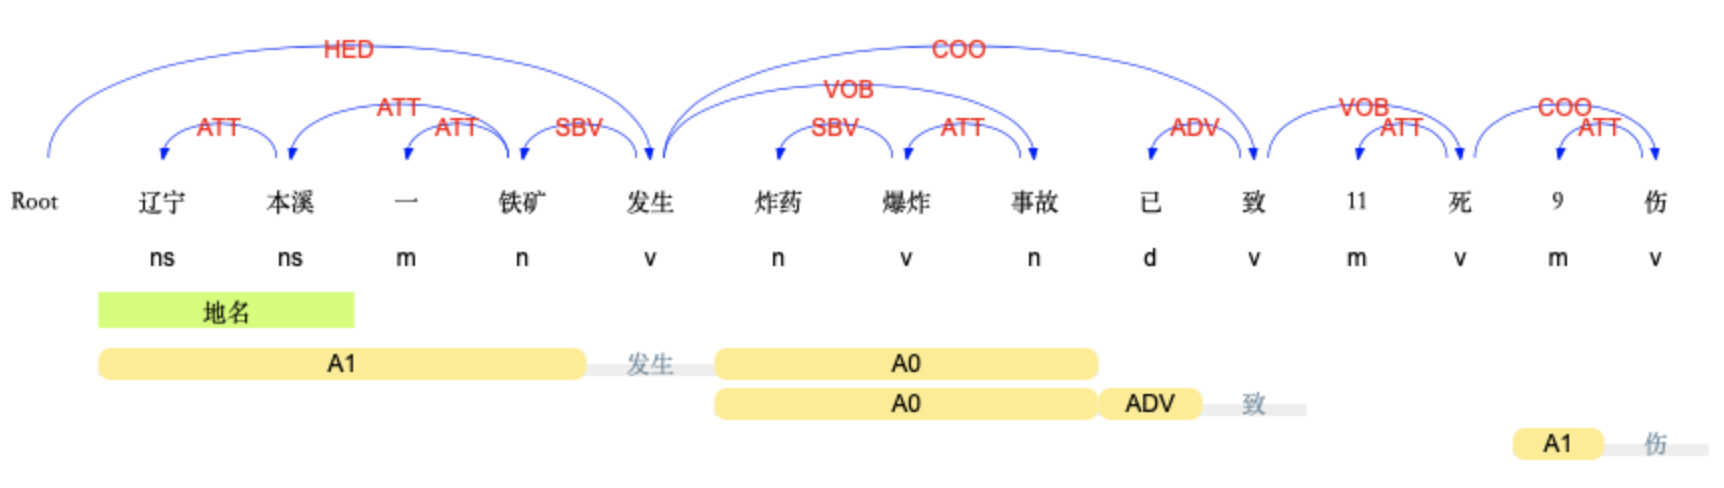 HED COO
VOB
ATT VOB COO
ATT ATT SBV SBV ATT ADV ATT ATT
Root 辽宁 本溪 一 铁矿 发生 炸药 爆炸 事故 已 致 11 死 9 伤
ns ns m n v n v n d v m v m v
地名
A1 发生 A0
A0 ADV 致
A1 伤